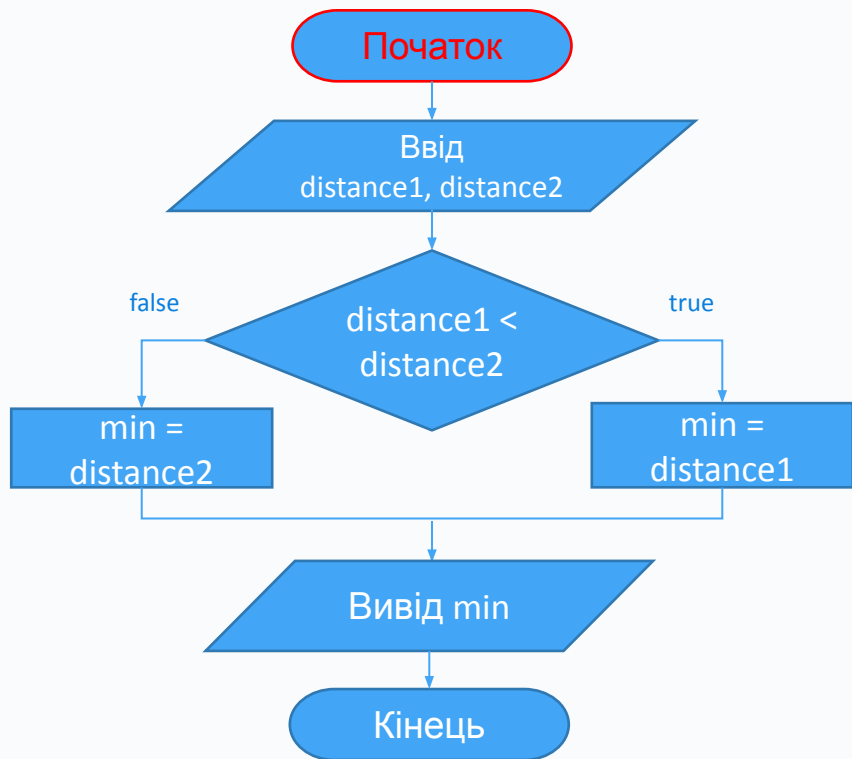 Початок
Ввід
distance1, distance2
false
true
distance1 <
distance2
min =
distance2
min =
distance1
Вивід min
Кінець